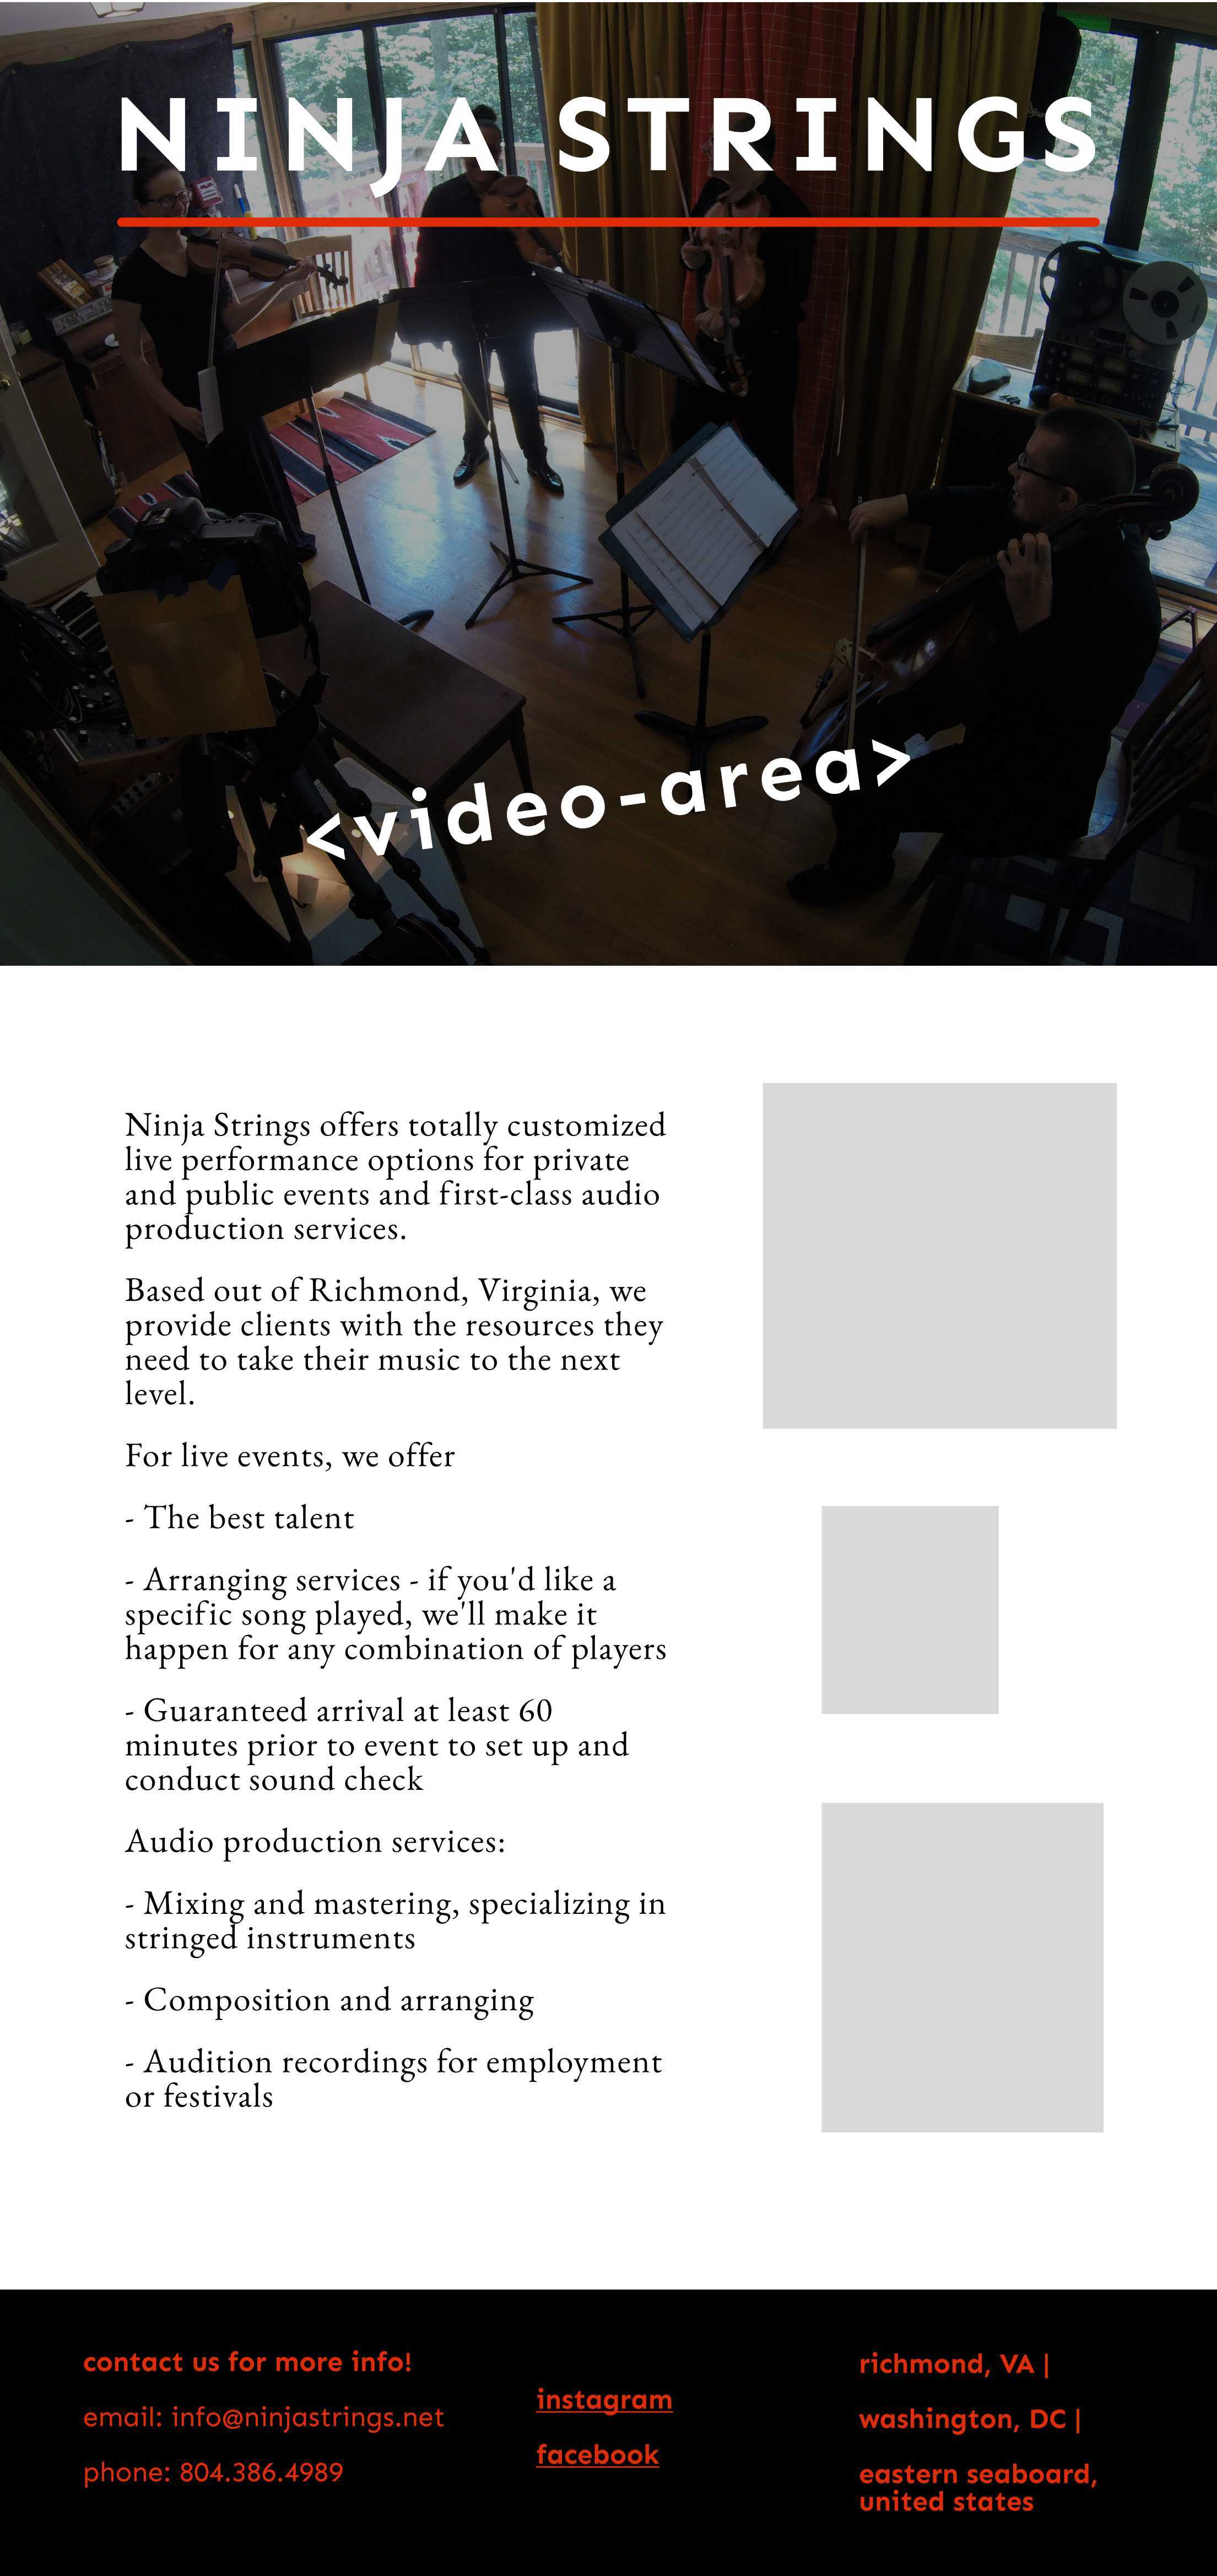 NINJA STRINGS
<video-area>
Ninja Strings offers totally customized
live performance options for private
and public events and first-class audio
production services.
Based out of Richmond, Virginia, we
provide clients with the resources they
need to take their music to the next
level.
For live events, we offer
- The best talent
- Arranging services - if you'd like a
specific song played, we'll make it
happen for any combination of players
- Guaranteed arrival at least 60
minutes prior to event to set up and
conduct sound check
Audio production services:
- Mixing and mastering, specializing in
stringed instruments
- Composition and arranging
- Audition recordings for employment
or festivals
contact us for more info!
email: info@ninjastrings.net
phone: 804.386.4989
instagram
facebook
richmond, VA |
washington, DC |
eastern seaboard,
united states